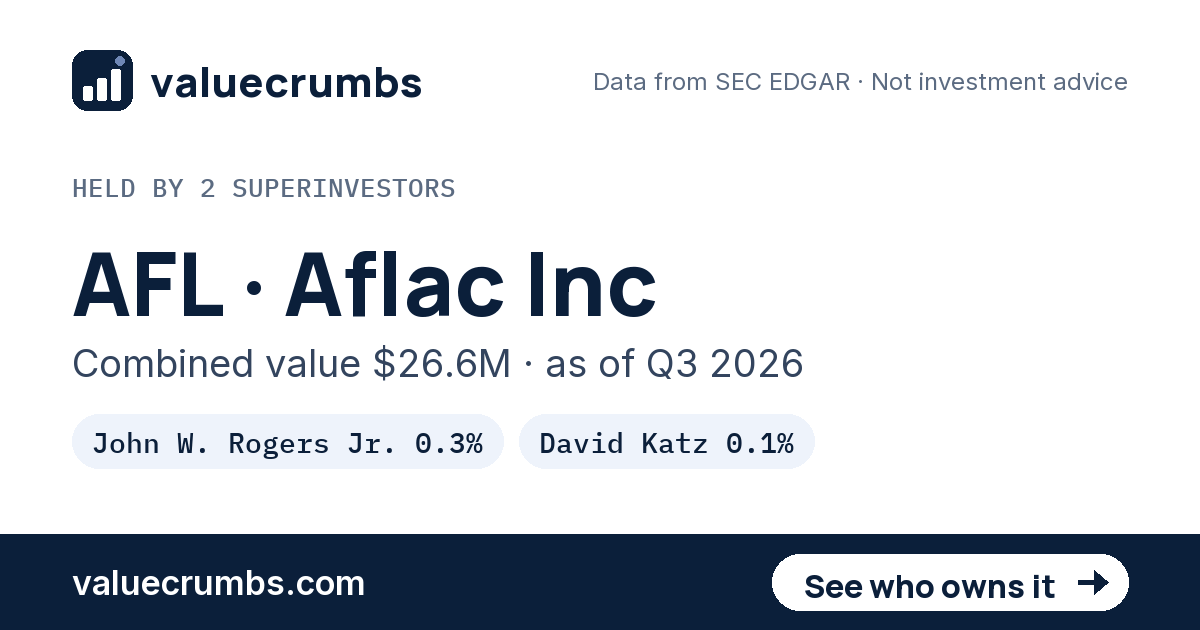 valuecrumbs
Data from SEC EDGAR · Not investment advice
HELD BY 2 SUPERINVESTORS
AFL · Aflac Inc
Combined value $26.6M · as of Q3 2026
John W. Rogers Jr. 0.3%
David Katz 0.1%
valuecrumbs.com
See who owns it →